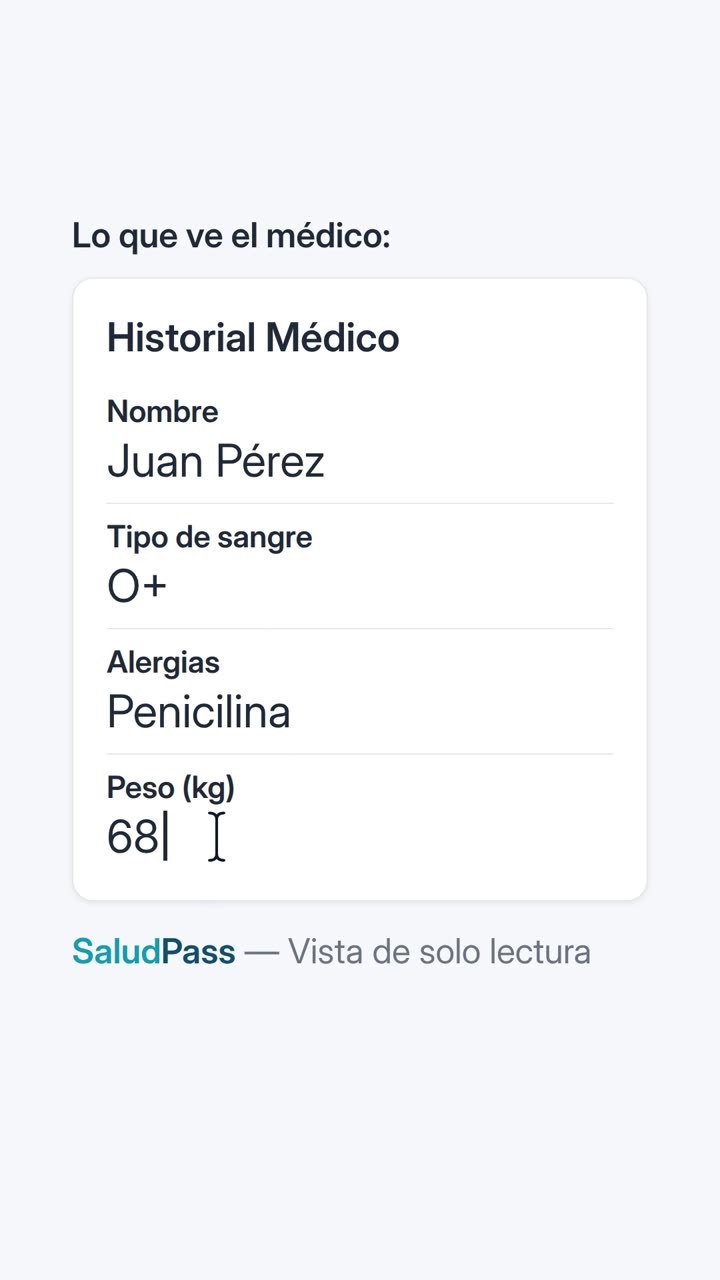 Lo que ve el médico:
Historial Médico
Nombre
Juan Pérez
Tipo de sangre
O+
Alergias
Penicilina
Peso (kg)
68
SaludPass — Vista de solo lectura